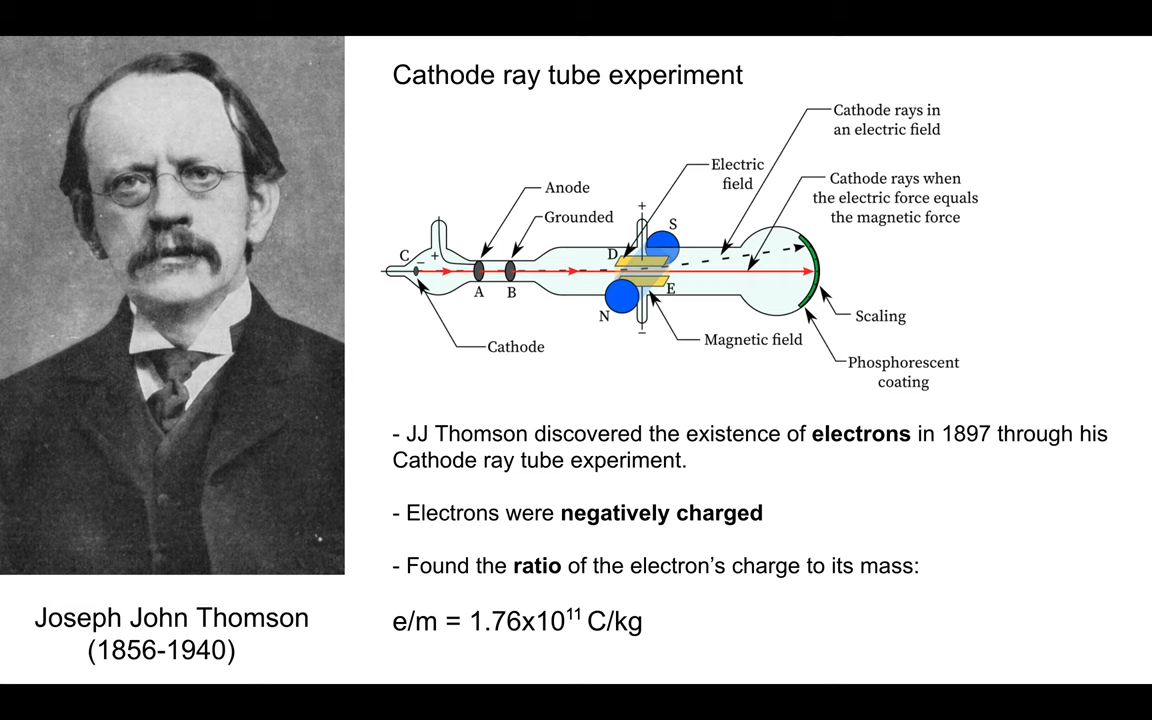 Cathode ray tube experiment
Cathode rays in
an electric field
Electric
field
Cathode rays when
the electric force equals
the magnetic force
Anode
Grounded
+
S
C
-
+
D
A
B
E
N
-
Magnetic field
Scaling
Cathode
Phosphorescent
coating
- JJ Thomson discovered the existence of electrons in 1897 through his
Cathode ray tube experiment.
- Electrons were negatively charged
- Found the ratio of the electron's charge to its mass:
e/m = 1.76x10¹¹ C/kg
Joseph John Thomson
(1856-1940)